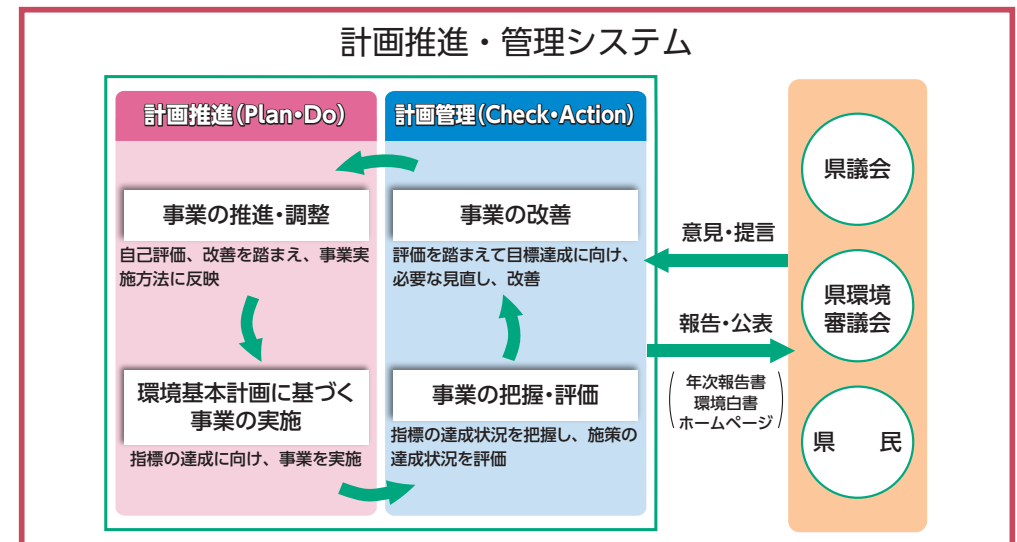 計画推進・管理システム
計画推進(Plan・Do)
事業の推進・調整
自己評価、改善を踏まえ、事業実
施方法に反映
環境基本計画に基づく
事業の実施
指標の達成に向け、事業を実施
計画管理(Check・Action)
事業の改善
評価を踏まえて目標達成に向け、
必要な見直し、改善
事業の把握・評価
指標の達成状況を把握し、施策の
達成状況を評価
意見・提言
報告・公表
年次報告書
環境白書
ホームページ
県議会
県環境
審議会
県　民